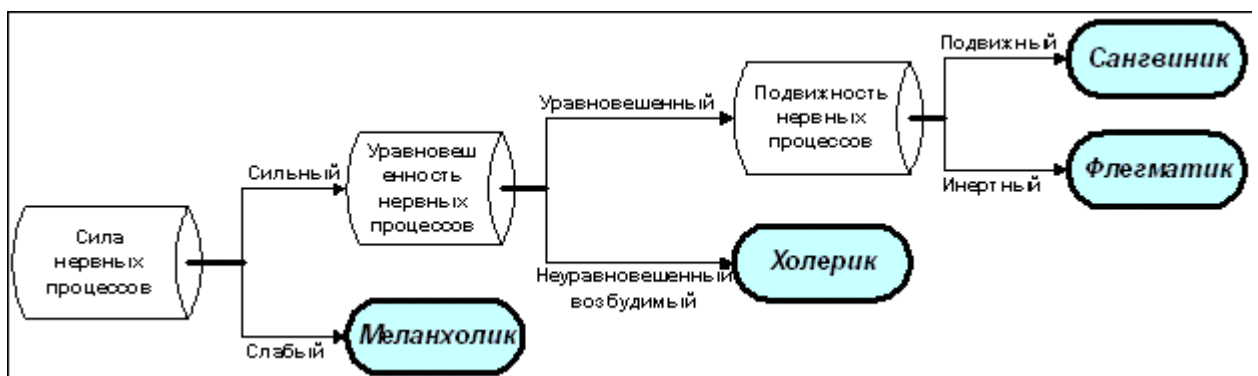 Сила
нервных
процессов
Сильный
Слабый
Меланхолик
Уравновеш
енность
нервных
процессов
Уравновешенный
Неуравновешенный
возбудимый
Холерик
Подвижность
нервных
процессов
Подвижный
Инертный
Сангвиник
Флегматик